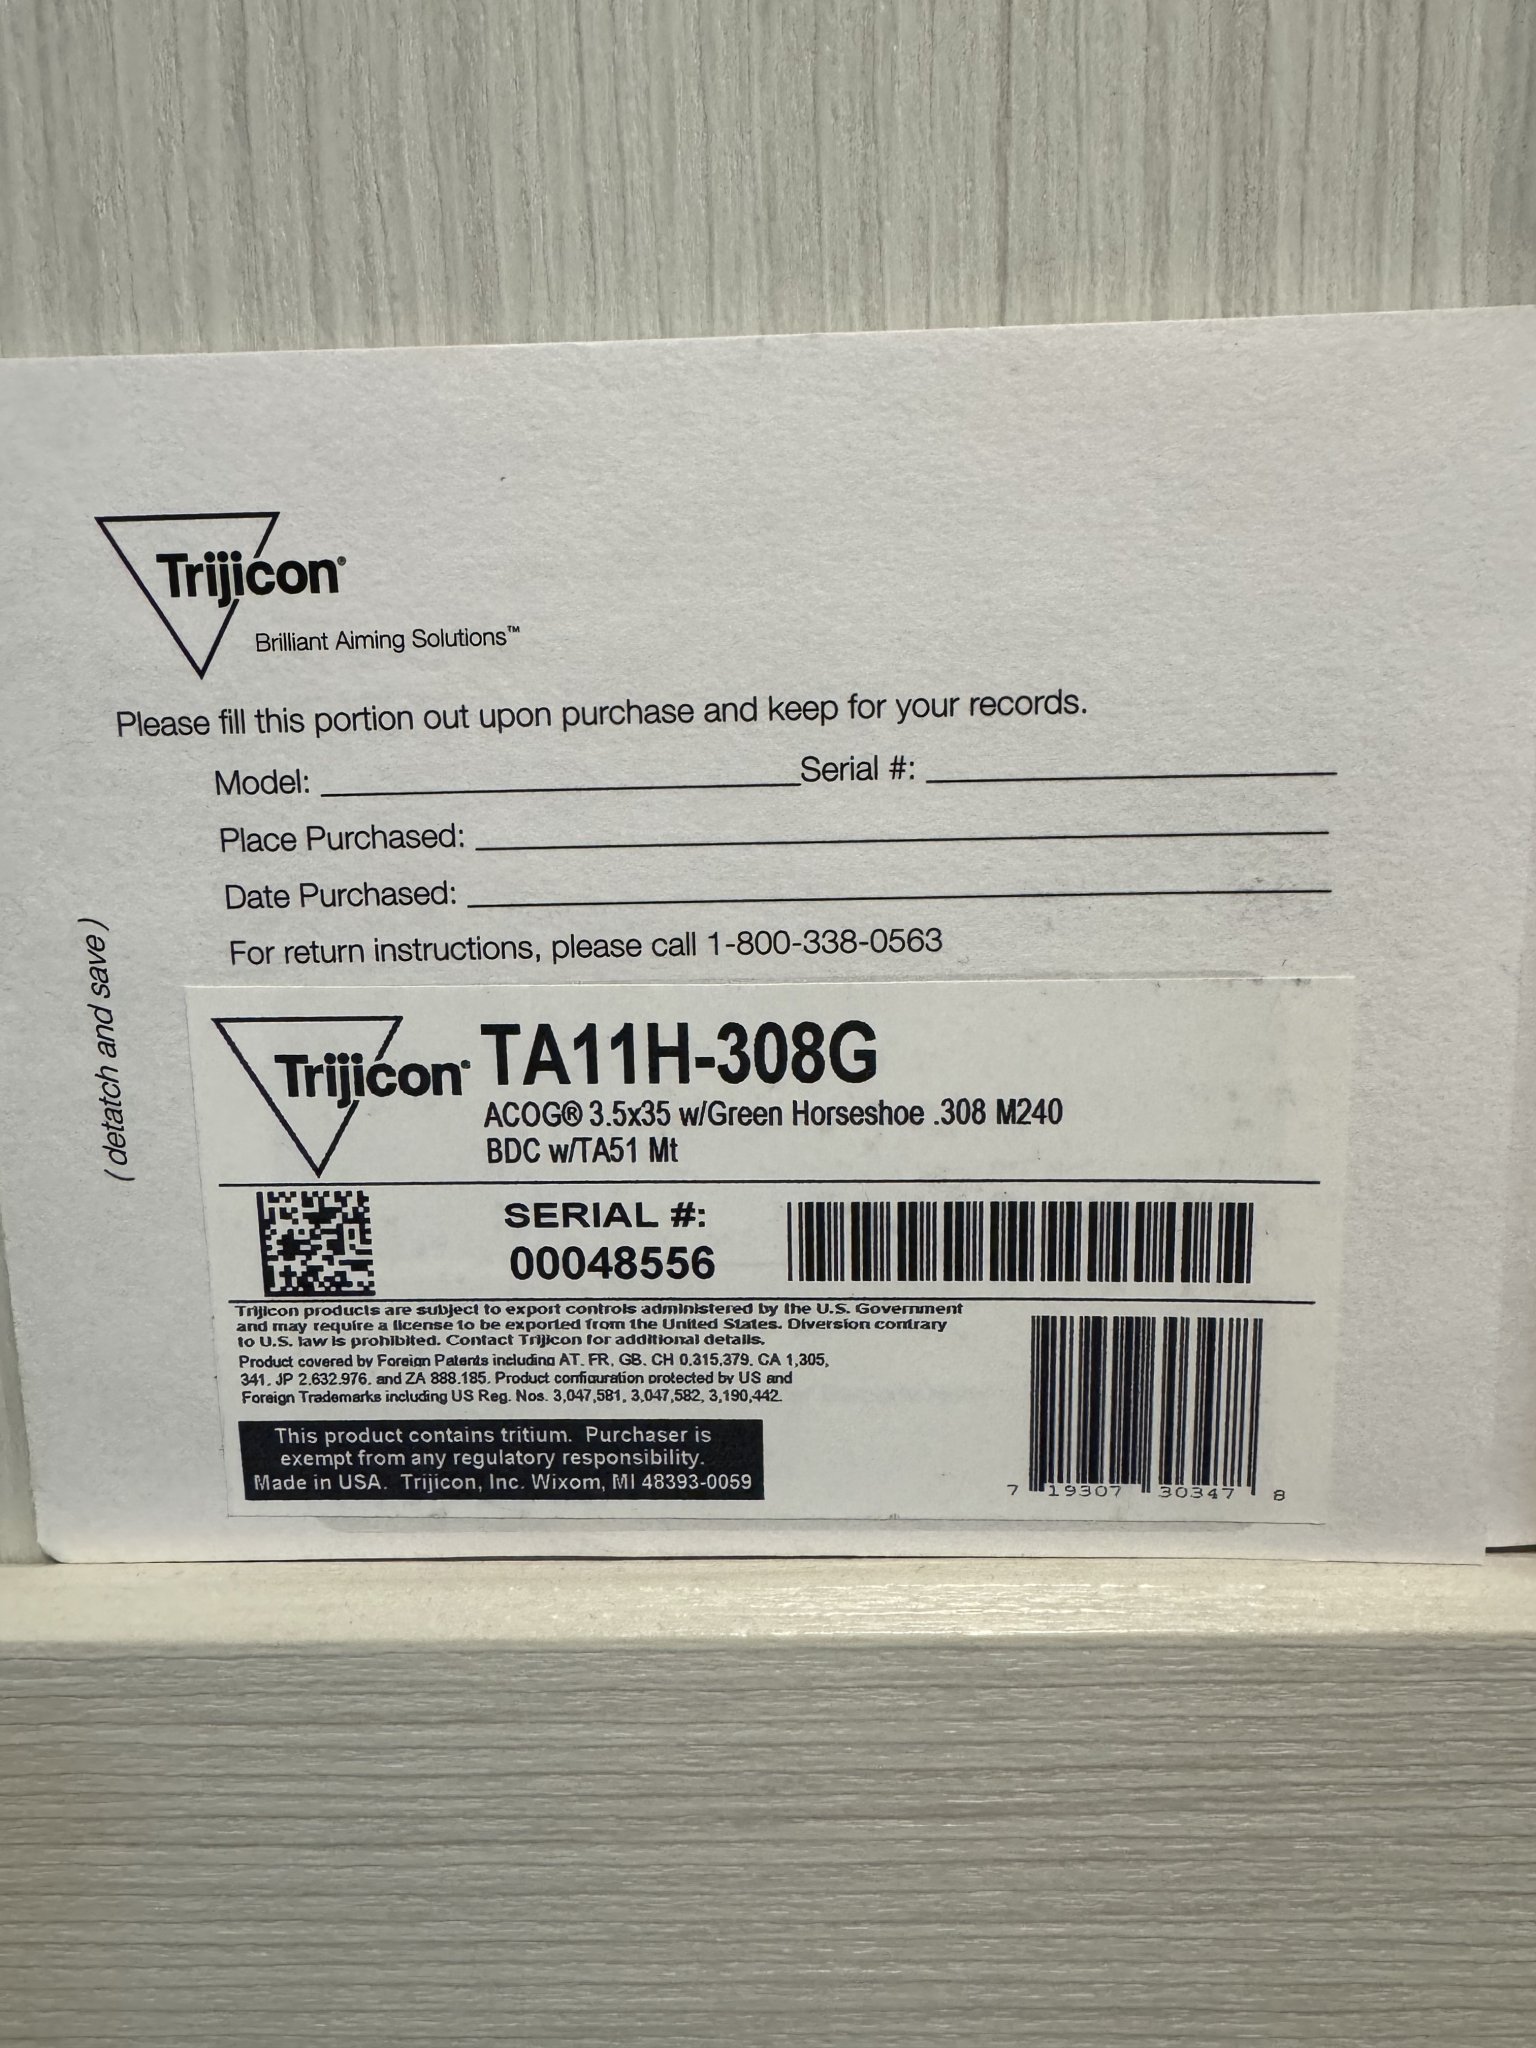 Trijicon®
Brilliant Aiming Solutions™
Please fill this portion out upon purchase and keep for your records.
Model: Serial #:
Place Purchased:
Date Purchased:
For return instructions, please call 1-800-338-0563
(detatch and save)
Trijicon® TA11H-308G
ACOG® 3.5x35 w/Green Horseshoe .308 M240
BDC w/TA51 Mt
SERIAL #:
00048556
Trijicon products are subject to export controls administered by the U.S. Government
and may require a license to be exported from the United States. Diversion contrary
to U.S. law is prohibited. Contact Trijicon for additional details.
Product covered by Foreign Patents including AT, FR, GB, CH 0.315,379, CA 1,305,
341, JP 2.632.976, and ZA 888.185. Product configuration protected by US and
Foreign Trademarks including US Reg. Nos. 3,047,581, 3,047,582, 3,190,442.
This product contains tritium. Purchaser is
exempt from any regulatory responsibility.
Made in USA. Trijicon, Inc. Wixom, MI 48393-0059
7 19307 30347 8